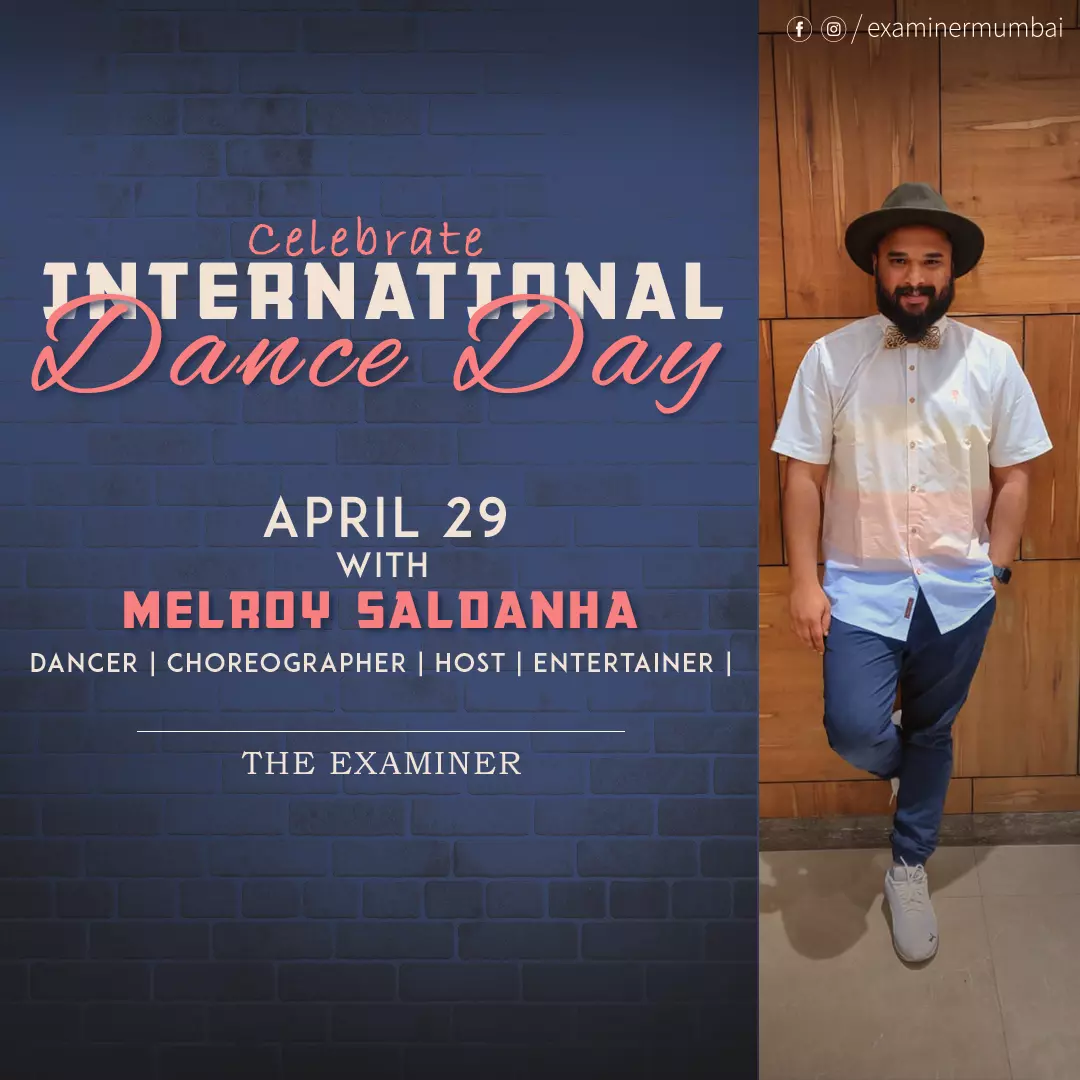 / examinermumbai
Celebrate
INTERNATIONAL
Dance Day
APRIL 29
WITH
MELROY SALDANHA
DANCER | CHOREOGRAPHER | HOST | ENTERTAINER |
THE EXAMINER